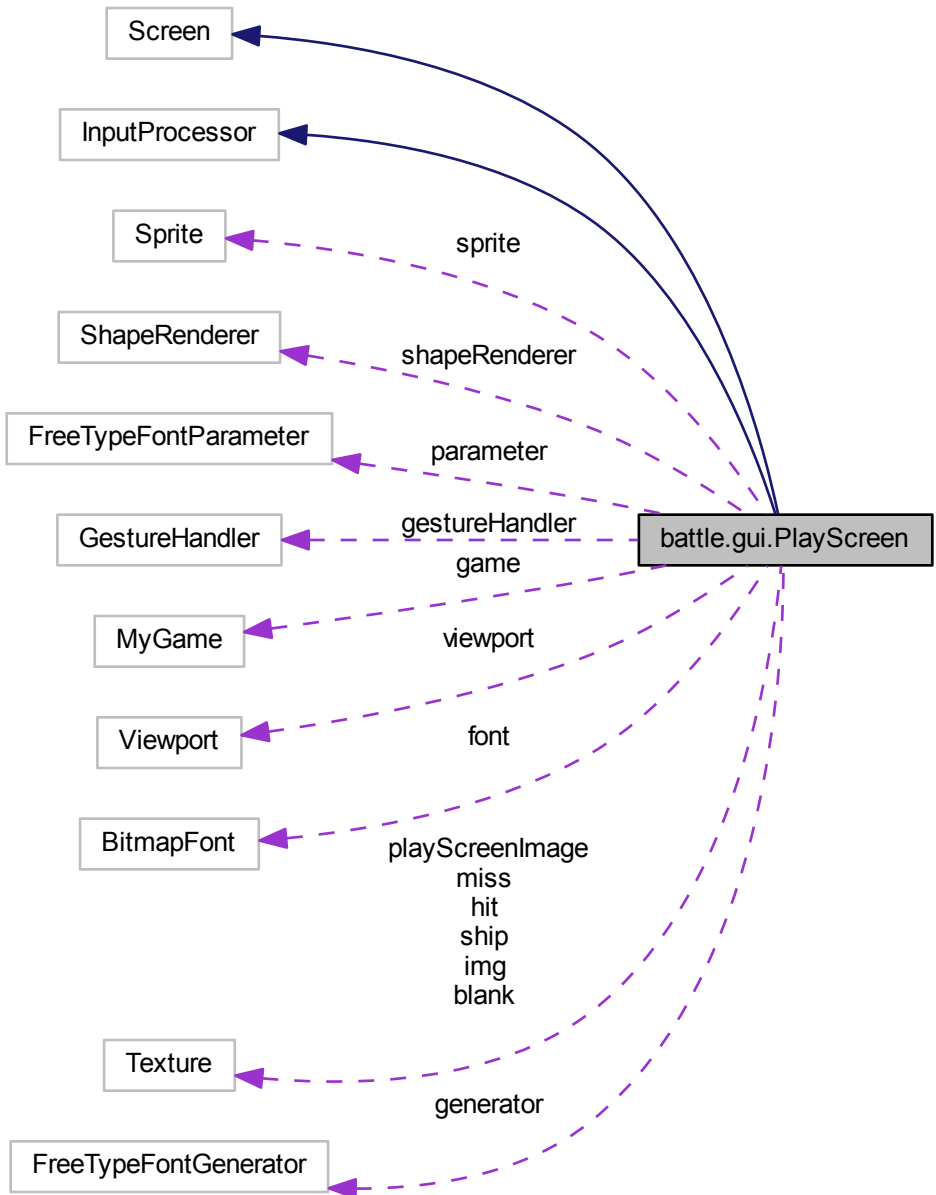 Screen
InputProcessor
Sprite
sprite
ShapeRenderer
shapeRenderer
FreeTypeFontParameter
parameter
GestureHandler
gestureHandler
battle.gui.PlayScreen
game
MyGame
viewport
Viewport
font
BitmapFont
playScreenImage
miss
hit
ship
img
blank
Texture
generator
FreeTypeFontGenerator